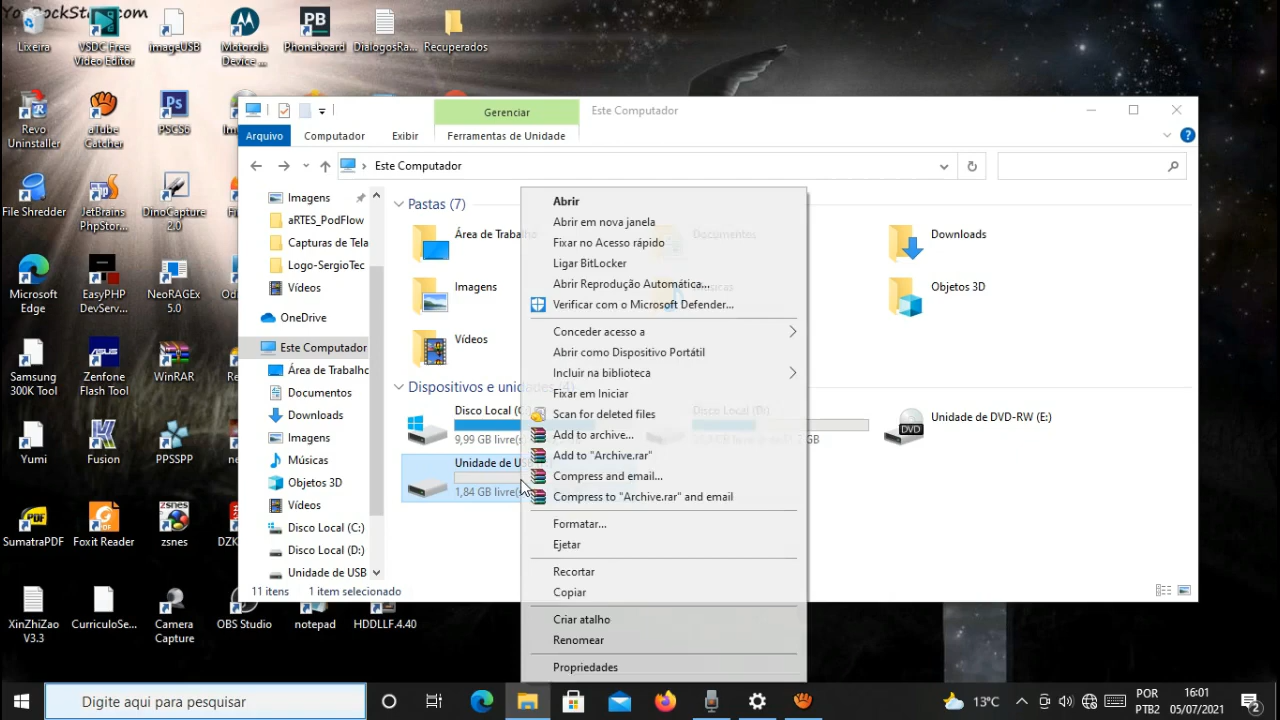 YouRockStars.com
Lixeira
VSDC Free
Video Editor
imageUSB
Motorola
Device ...
Phoneboard
DialogosRa...
Recuperados
Revo
Uninstaller
aTube
Catcher
PSCS6
File Shredder
JetBrains
PhpStor...
DinoCapture
2.0
Microsoft
Edge
EasyPHP
DevServ...
NeoRAGEx
5.0
Samsung
300K Tool
Zenfone
Flash Tool
WinRAR
Yumi
Fusion
PPSSPP
SumatraPDF
Foxit Reader
zsnes
XinZhiZao
V3.3
CurriculoSe...
Camera
Capture
OBS Studio
notepad
HDDLLF.4.40
Gerenciar
Este Computador
Arquivo
Computador
Exibir
Ferramentas de Unidade
Este Computador
Imagens
aRTES_PodFlow
Capturas de Tela
Logo-SergioTec
Vídeos
OneDrive
Este Computador
Área de Trabalho
Documentos
Downloads
Imagens
Músicas
Objetos 3D
Vídeos
Disco Local (C:)
Disco Local (D:)
Unidade de USB
Pastas (7)
Área de Trabalho
Documentos
Downloads
Imagens
Objetos 3D
Vídeos
Dispositivos e unidades (4)
Disco Local (C:)
9,99 GB livre(s)
Disco Local (D:)
Unidade de DVD-RW (E:)
Unidade de USB
1,84 GB livre(s)
Abrir
Abrir em nova janela
Fixar no Acesso rápido
Ligar BitLocker
Abrir Reprodução Automática...
Verificar com o Microsoft Defender...
Conceder acesso a
Abrir como Dispositivo Portátil
Incluir na biblioteca
Fixar em Iniciar
Scan for deleted files
Add to archive...
Add to "Archive.rar"
Compress and email...
Compress to "Archive.rar" and email
Formatar...
Ejetar
Recortar
Copiar
Criar atalho
Renomear
Propriedades
11 itens
1 item selecionado
Digite aqui para pesquisar
13°C
POR
PTB2
16:01
05/07/2021
2